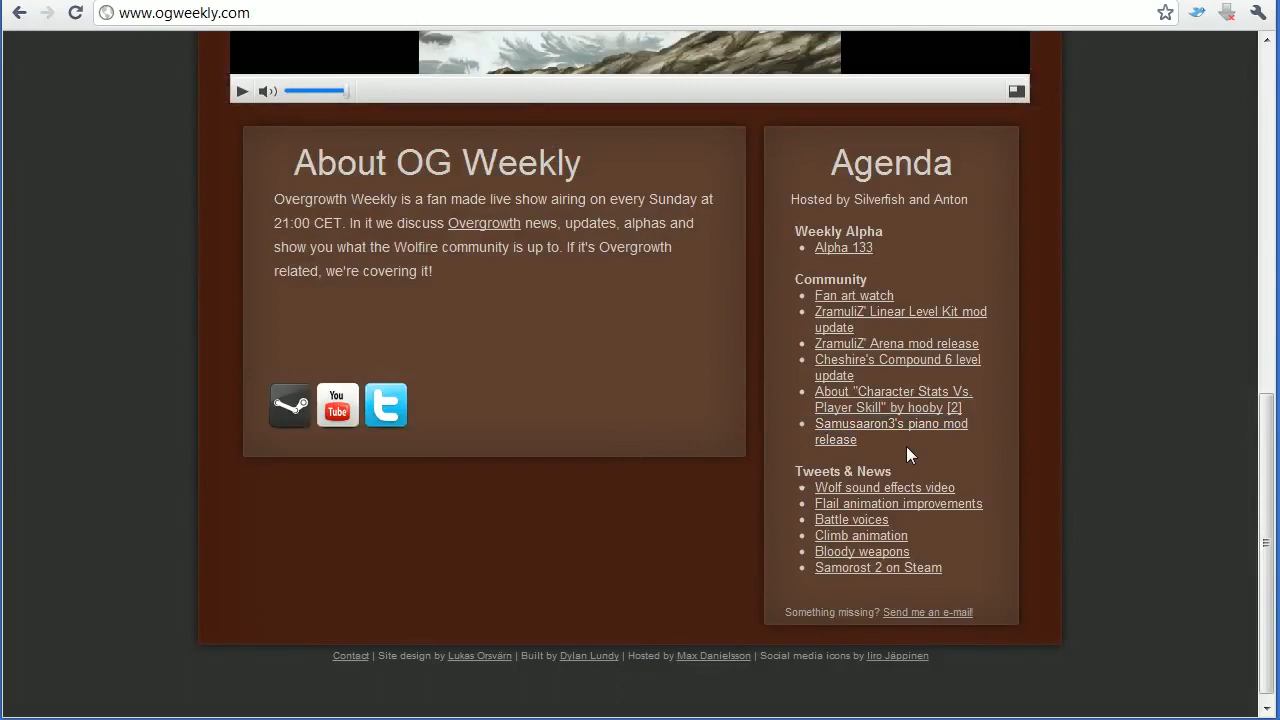 www.ogweekly.com
About OG Weekly
Overgrowth Weekly is a fan made live show airing on every Sunday at
21:00 CET. In it we discuss Overgrowth news, updates, alphas and
show you what the Wolfire community is up to. If it's Overgrowth
related, we're covering it!
You
Tube
Agenda
Hosted by Silverfish and Anton
Weekly Alpha
Alpha 133
Community
Fan art watch
ZramuliZ' Linear Level Kit mod
update
ZramuliZ' Arena mod release
Cheshire's Compound 6 level
update
About "Character Stats Vs.
Player Skill" by hooby [2]
Samusaaron3's piano mod
release
Tweets & News
Wolf sound effects video
Flail animation improvements
Battle voices
Climb animation
Bloody weapons
Samorost 2 on Steam
Something missing? Send me an e-mail!
Contact | Site design by Lukas Orsvärn | Built by Dylan Lundy | Hosted by Max Danielsson | Social media icons by Iiro Jäppinen